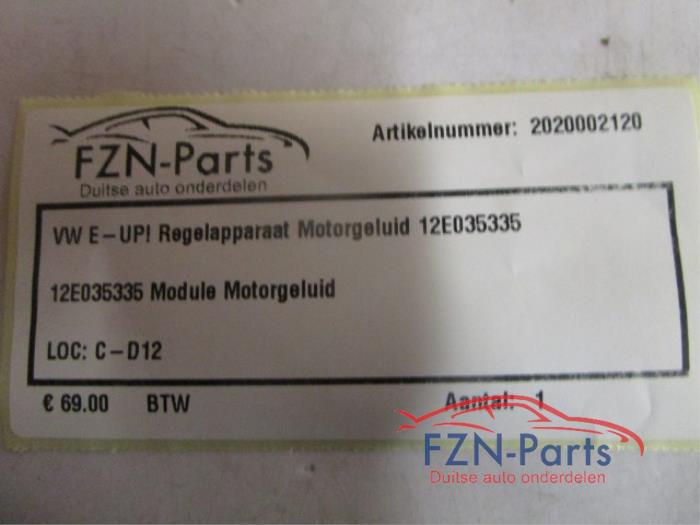 FZN-Parts
Duitse auto onderdelen
Artikelnummer: 2020002120
VW E-UP! Regelapparaat Motorgeluid 12E035335
12E035335 Module Motorgeluid
LOC: C-D12
€ 69.00 BTW Aantal: 1
FZN-Parts
Duitse auto onderdelen